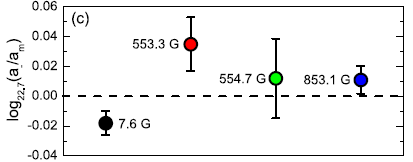 (c)
log22.7(a-/am)
0.06
0.04
0.02
0.00
-0.02
-0.04
553.3 G
554.7 G
853.1 G
7.6 G